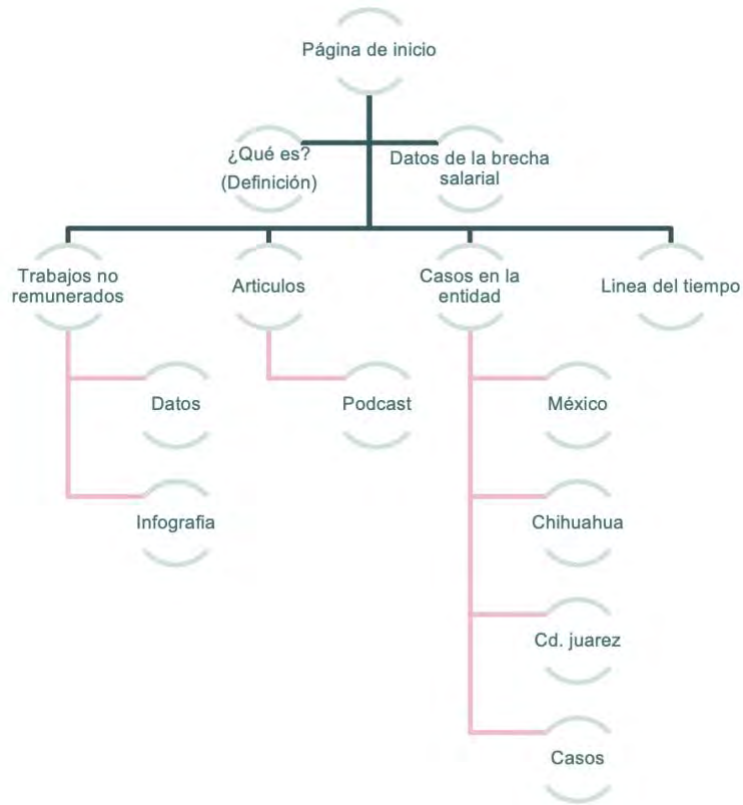 Página de inicio
¿Qué es?
(Definición)
Datos de la brecha
salarial
Trabajos no
remunerados
Articulos
Casos en la
entidad
Linea del tiempo
Datos
Podcast
México
Infografia
Chihuahua
Cd. juarez
Casos